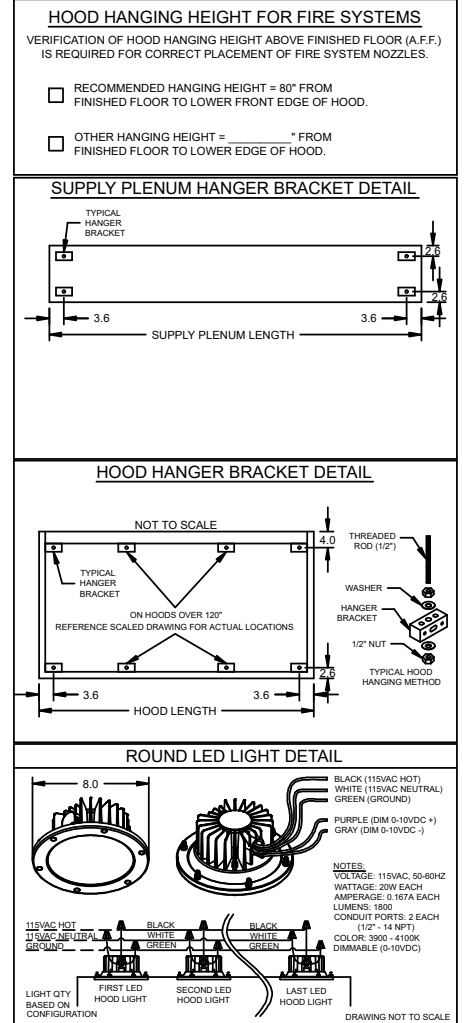 HOOD HANGING HEIGHT FOR FIRE SYSTEMS
VERIFICATION OF HOOD HANGING HEIGHT ABOVE FINISHED FLOOR (A.F.F.)
IS REQUIRED FOR CORRECT PLACEMENT OF FIRE SYSTEM NOZZLES.
RECOMMENDED HANGING HEIGHT = 80" FROM
FINISHED FLOOR TO LOWER FRONT EDGE OF HOOD.
OTHER HANGING HEIGHT = _________" FROM
FINISHED FLOOR TO LOWER EDGE OF HOOD.
SUPPLY PLENUM HANGER BRACKET DETAIL
TYPICAL
HANGER
BRACKET
2.6
2.6
3.6
3.6
SUPPLY PLENUM LENGTH
HOOD HANGER BRACKET DETAIL
NOT TO SCALE
4.0
TYPICAL
HANGER
BRACKET
ON HOODS OVER 120"
REFERENCE SCALED DRAWING FOR ACTUAL LOCATIONS
2.6
3.6
3.6
HOOD LENGTH
THREADED
ROD (1/2")
WASHER
HANGER
BRACKET
1/2" NUT
TYPICAL HOOD
HANGING METHOD
ROUND LED LIGHT DETAIL
8.0
BLACK (115VAC HOT)
WHITE (115VAC NEUTRAL)
GREEN (GROUND)
PURPLE (DIM 0-10VDC +)
GRAY (DIM 0-10VDC -)
NOTES:
VOLTAGE: 115VAC, 50-60HZ
WATTAGE: 20W EACH
AMPERAGE: 0.167A EACH
LUMENS: 1800
CONDUIT PORTS: 2 EACH
(1/2" - 14 NPT)
COLOR: 3900 - 4100K
DIMMABLE (0-10VDC)
115VAC HOT
115VAC NEUTRAL
GROUND
BLACK
WHITE
GREEN
BLACK
WHITE
GREEN
LIGHT QTY
BASED ON
CONFIGURATION
FIRST LED
HOOD LIGHT
SECOND LED
HOOD LIGHT
LAST LED
HOOD LIGHT
DRAWING NOT TO SCALE